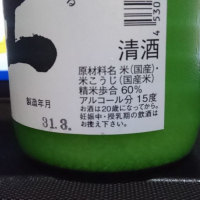 る
4 530
清酒
原材料名 米(国産)・
米こうじ(国産米)
精米歩合 60%
アルコール分 15度
お酒は20歳になってから。
妊娠中・授乳期の飲酒は
お控え下さい。
製造年月
31.3.